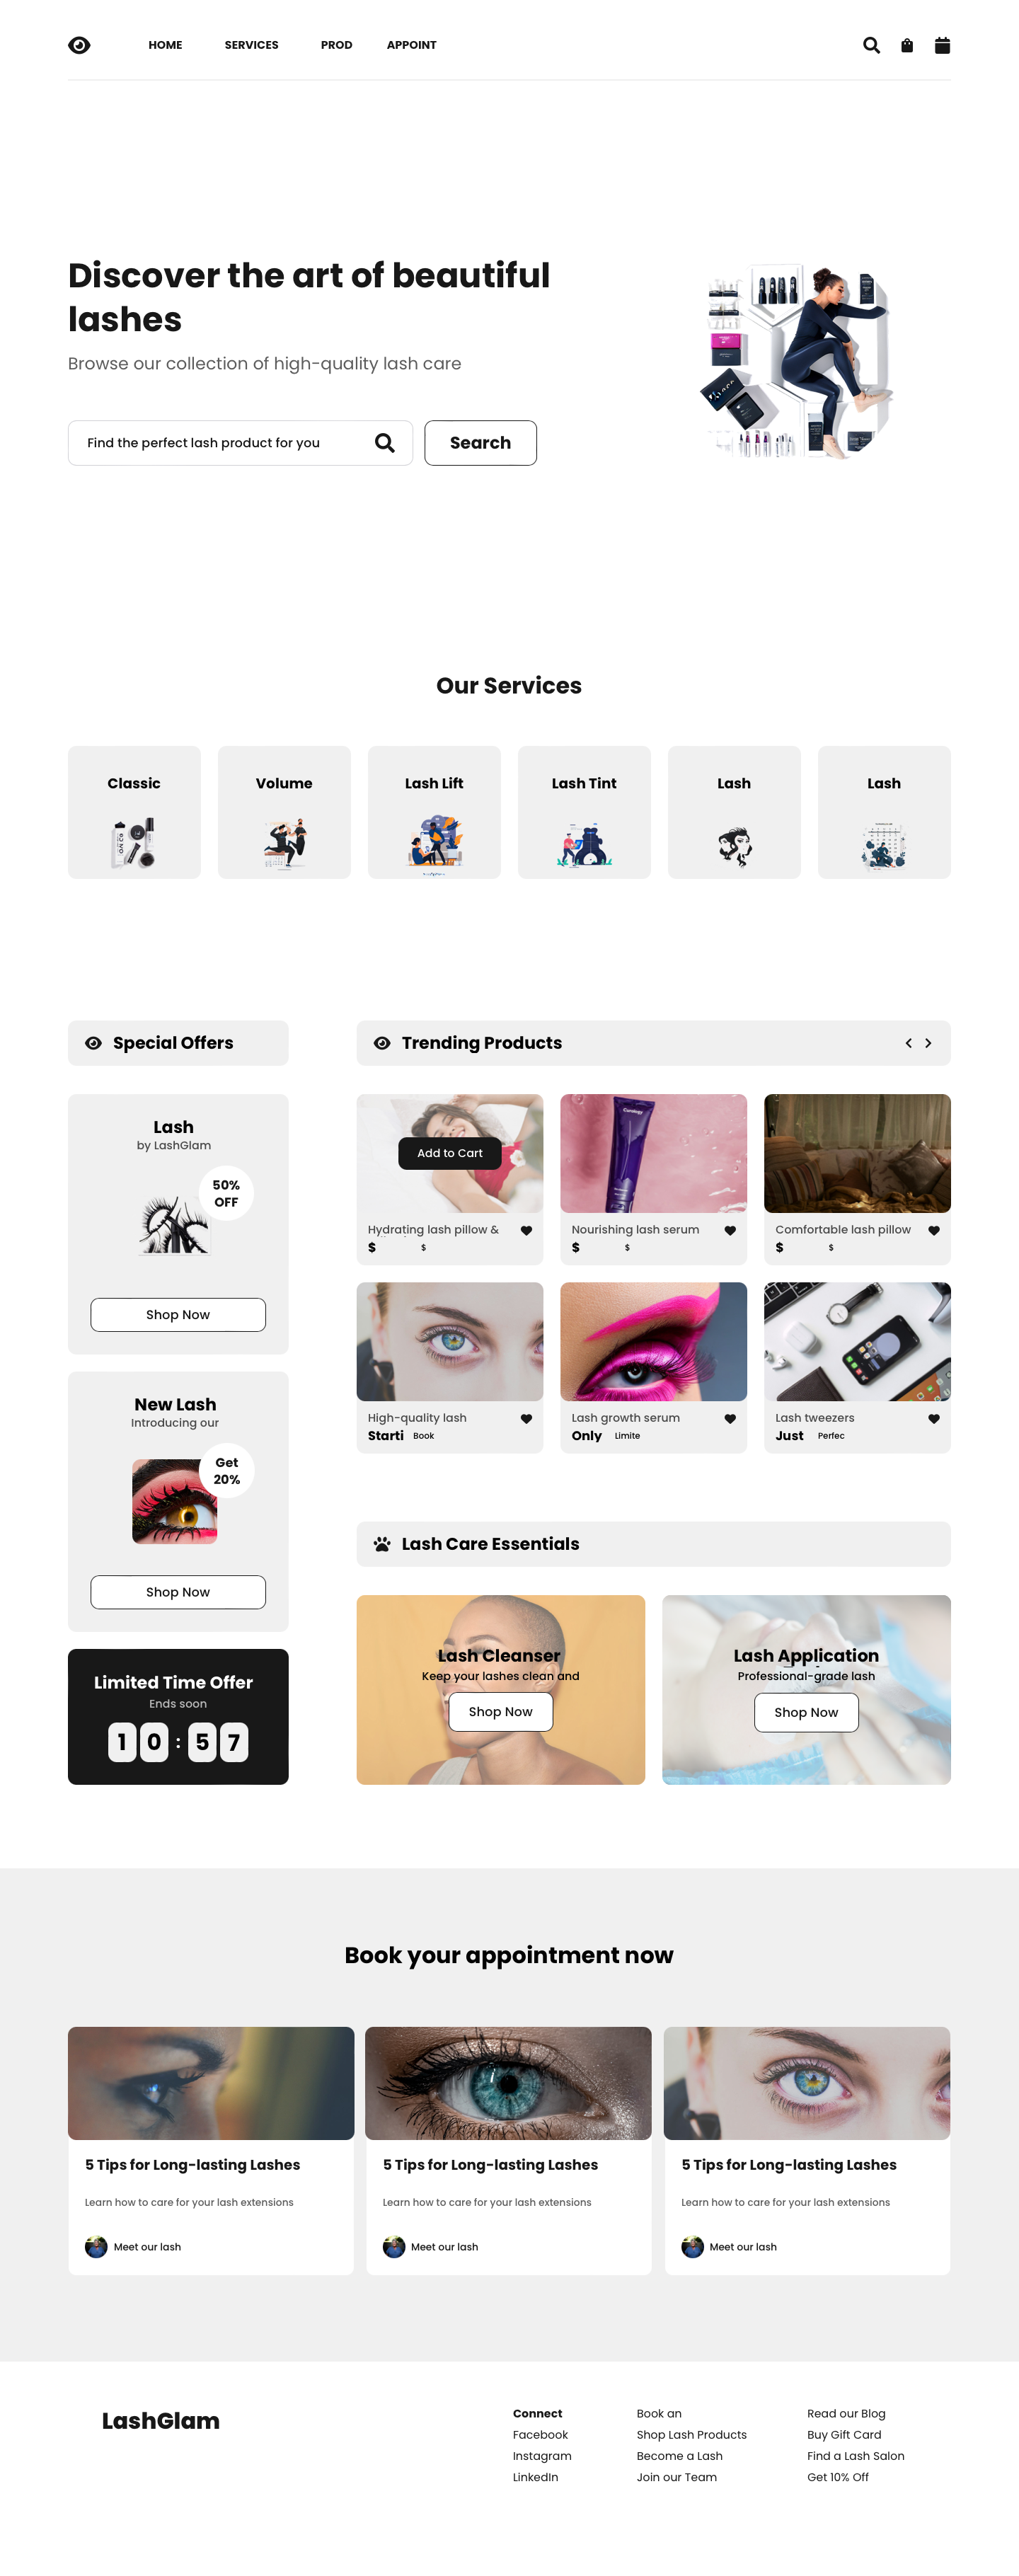 HOME SERVICES PROD APPOINT
Discover the art of beautiful
lashes
Browse our collection of high-quality lash care
Find the perfect lash product for you
Search
Our Services
Classic
Volume
Lash Lift
Lash Tint
Lash
Lash
Special Offers
Lash
by LashGlam
50%
OFF
Shop Now
New Lash
Introducing our
Get
20%
Shop Now
Limited Time Offer
Ends soon
10:57
Trending Products
Add to Cart
Hydrating lash pillow &
$ $
Nourishing lash serum
$ $
Comfortable lash pillow
$ $
High-quality lash
Starti Book
Lash growth serum
Only Limite
Lash tweezers
Just Perfec
Lash Care Essentials
Lash Cleanser
Keep your lashes clean and
Shop Now
Lash Application
Professional-grade lash
Shop Now
Book your appointment now
5 Tips for Long-lasting Lashes
Learn how to care for your lash extensions
Meet our lash
5 Tips for Long-lasting Lashes
Learn how to care for your lash extensions
Meet our lash
5 Tips for Long-lasting Lashes
Learn how to care for your lash extensions
Meet our lash
LashGlam
Connect
Facebook
Instagram
LinkedIn
Book an
Shop Lash Products
Become a Lash
Join our Team
Read our Blog
Buy Gift Card
Find a Lash Salon
Get 10% Off